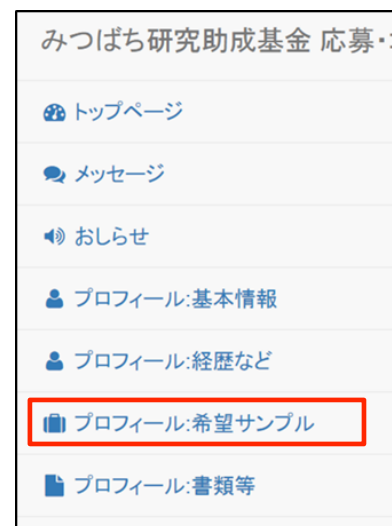 みつばち研究助成基金 応募・
トップページ
メッセージ
おしらせ
プロフィール:基本情報
プロフィール:経歴など
プロフィール:希望サンプル
プロフィール:書類等